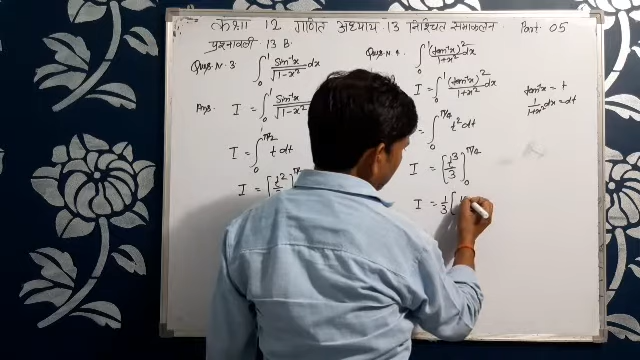 कक्षा 12 गणित अध्याय 13 निश्चित समाकलन Part 05
प्रश्नावली 13 B.
Ques.N. 3. ∫₀¹ Sin⁻¹x/√(1-x²) dx
Ans. I = ∫₀¹ Sin⁻¹x/√(1-x²)
I = ∫₀^(π/2) t dt
I = [t²/
Ques.N. 4. ∫₀¹ (tan⁻¹x)²/(1+x²) dx
I = ∫₀¹ (tan⁻¹x)²/(1+x²) dx
= ∫₀^(π/4) t² dt
I = [t³/3]₀^(π/4)
I = 1/3 [
tan⁻¹x = t
1/(1+x²) dx = dt